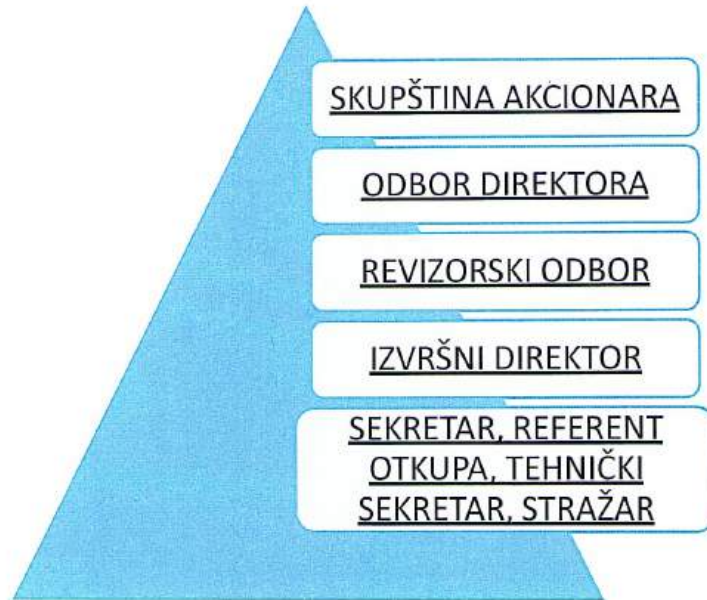 SKUPŠTINA AKCIONARA
ODBOR DIREKTORA
REVIZORSKI ODBOR
IZVRŠNI DIREKTOR
SEKRETAR, REFERENT
OTKUPA, TEHNIČKI
SEKRETAR, STRAŽAR